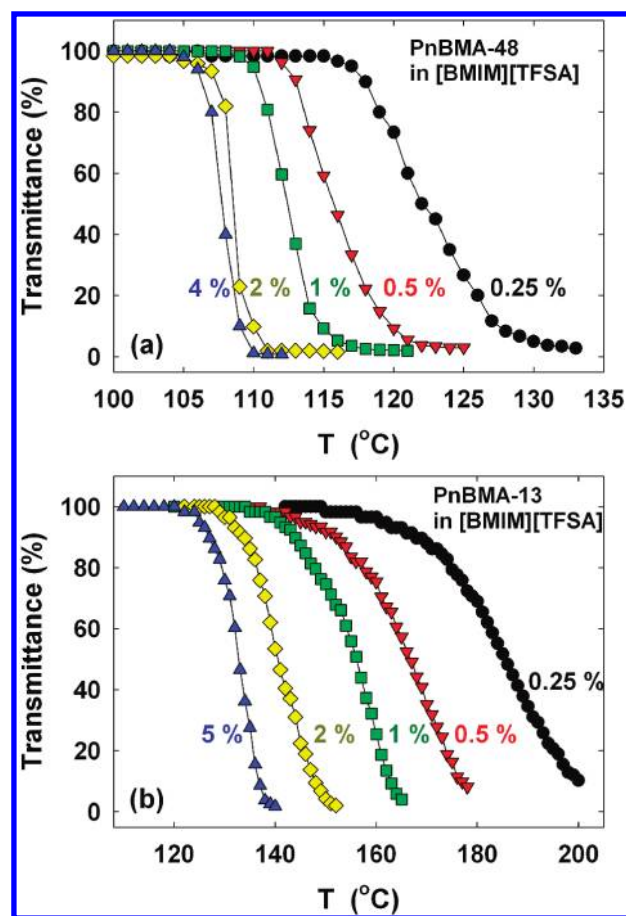 PnBMA-48
in [BMIM][TFSA]
Transmittance (%)
100
80
60
40
20
0
4 %
2 %
1 %
0.5 %
0.25 %
(a)
100 105 110 115 120 125 130 135
T (oC)
PnBMA-13
in [BMIM][TFSA]
Transmittance (%)
100
80
60
40
20
0
0.25 %
5 %
2 %
1 %
0.5 %
(b)
120 140 160 180 200
T (oC)